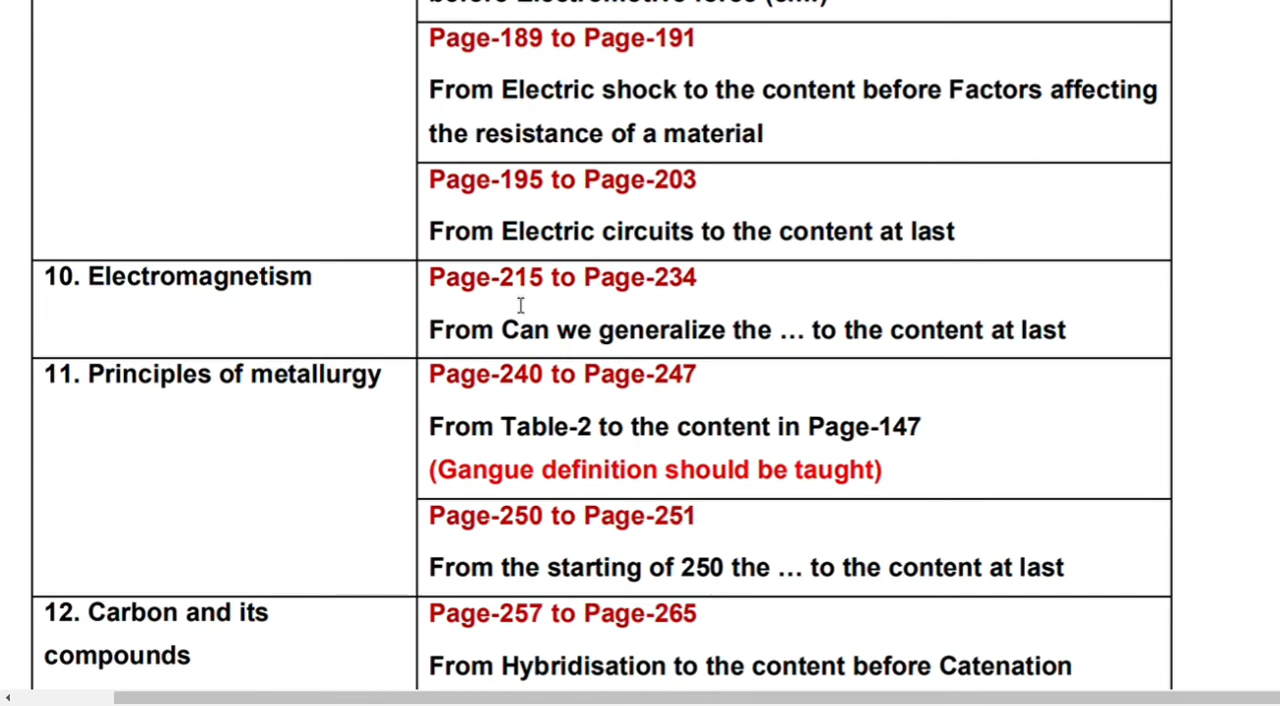 before Electromotive force (emf)
Page-189 to Page-191
From Electric shock to the content before Factors affecting
the resistance of a material
Page-195 to Page-203
From Electric circuits to the content at last
10. Electromagnetism
Page-215 to Page-234
From Can we generalize the … to the content at last
11. Principles of metallurgy
Page-240 to Page-247
From Table-2 to the content in Page-147
(Gangue definition should be taught)
Page-250 to Page-251
From the starting of 250 the … to the content at last
12. Carbon and its
compounds
Page-257 to Page-265
From Hybridisation to the content before Catenation